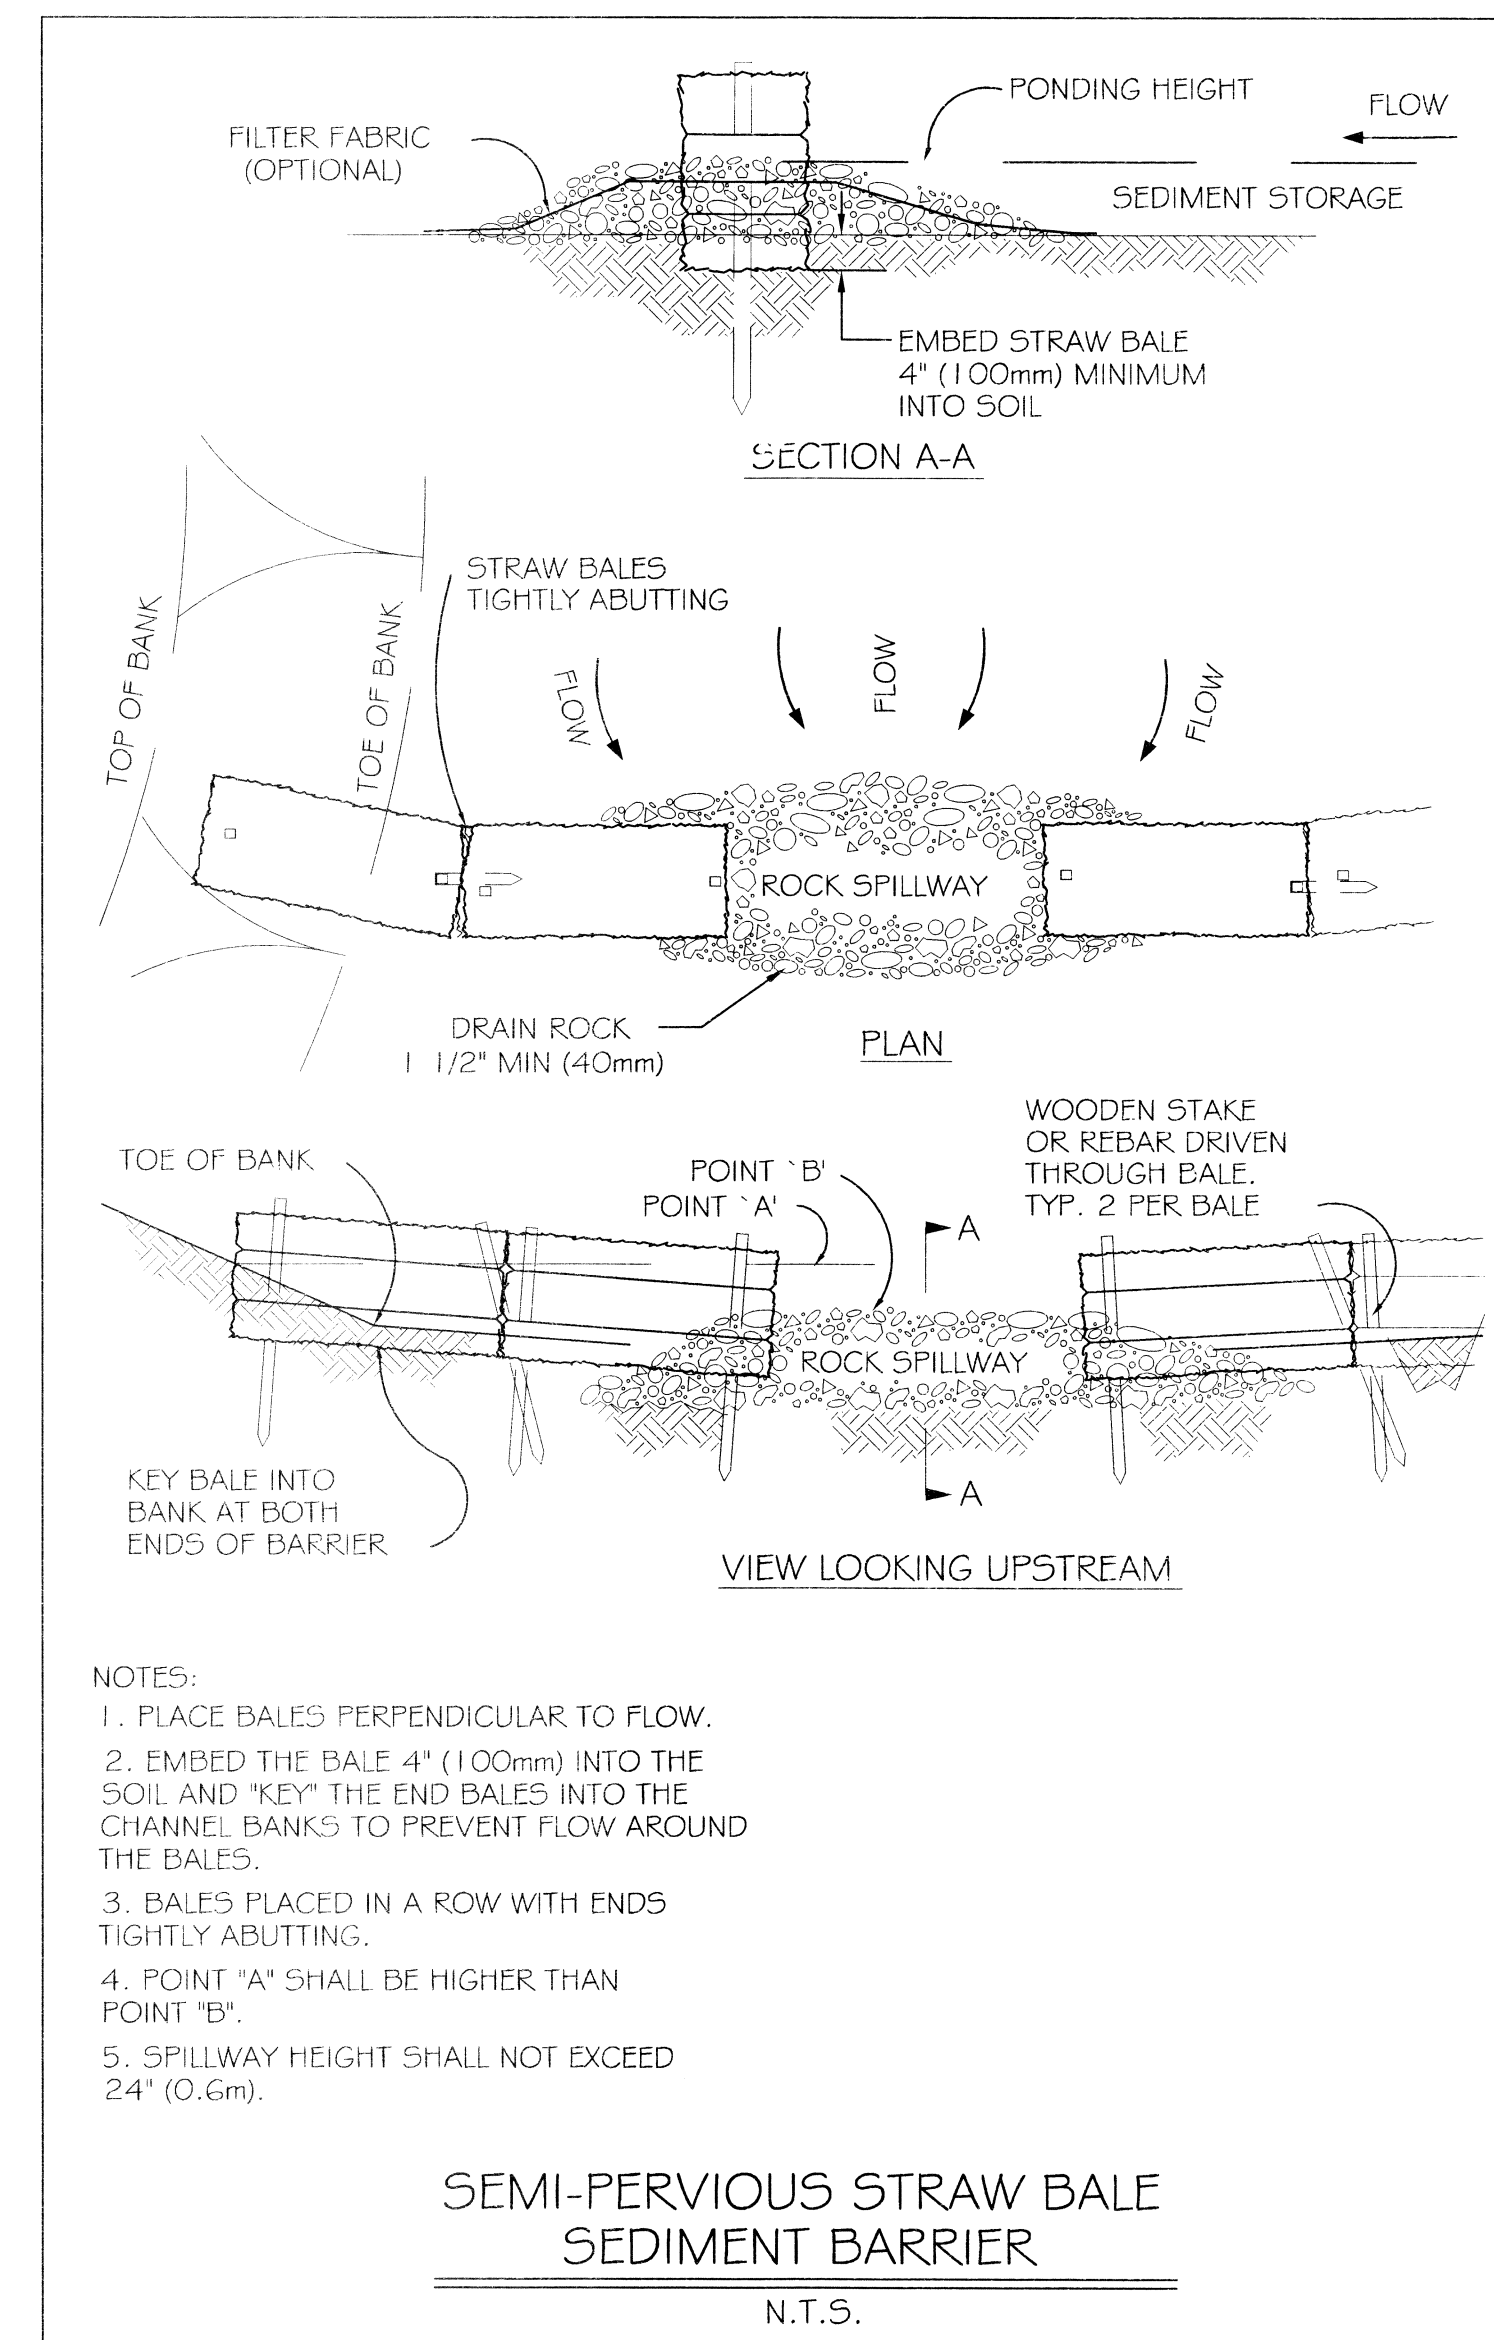 PONDING HEIGHT
FLOW
FILTER FABRIC
(OPTIONAL)
SEDIMENT STORAGE
EMBED STRAW BALE
4" (100mm) MINIMUM
INTO SOIL
SECTION A-A
STRAW BALES
TIGHTLY ABUTTING
TOP OF BANK
TOE OF BANK
FLOW
FLOW
FLOW
ROCK SPILLWAY
DRAIN ROCK
1 1/2" MIN (40mm)
PLAN
WOODEN STAKE
OR REBAR DRIVEN
THROUGH BALE.
TYP. 2 PER BALE
TOE OF BANK
POINT `B'
POINT `A'
A
ROCK SPILLWAY
A
KEY BALE INTO
BANK AT BOTH
ENDS OF BARRIER
VIEW LOOKING UPSTREAM
NOTES:
1. PLACE BALES PERPENDICULAR TO FLOW.
2. EMBED THE BALE 4" (100mm) INTO THE
SOIL AND "KEY" THE END BALES INTO THE
CHANNEL BANKS TO PREVENT FLOW AROUND
THE BALES.
3. BALES PLACED IN A ROW WITH ENDS
TIGHTLY ABUTTING.
4. POINT "A" SHALL BE HIGHER THAN
POINT "B".
5. SPILLWAY HEIGHT SHALL NOT EXCEED
24" (0.6m).
SEMI-PERVIOUS STRAW BALE
SEDIMENT BARRIER
N.T.S.